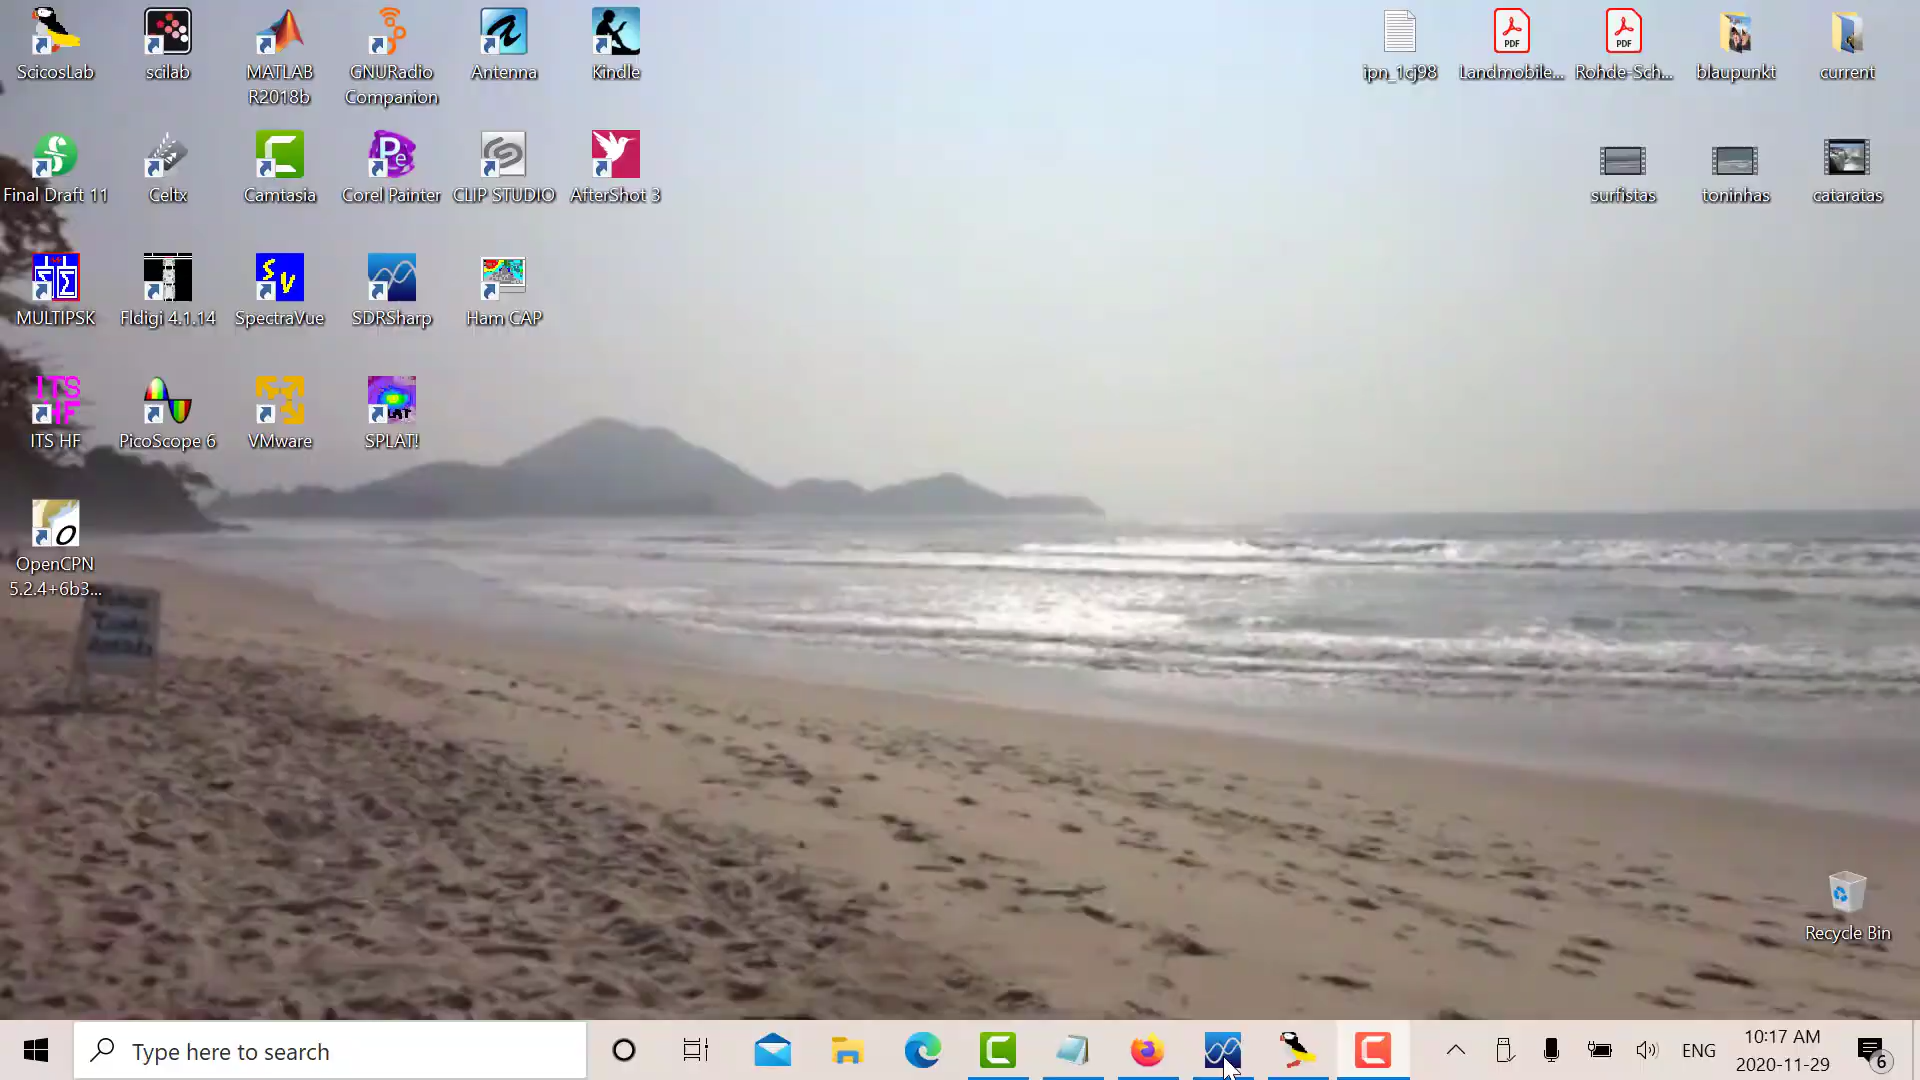 ScicosLab
scilab
MATLAB
R2018b
GNURadio
Companion
Antenna
Kindle
ipn_1cj98
Landmobile...
Rohde-Sch...
blaupunkt
current
PDF
PDF
Final Draft 11
Celtx
Camtasia
Corel Painter
CLIP STUDIO
AfterShot 3
surfistas
toninhas
cataratas
MULTIPSK
Fldigi 4.1.14
SpectraVue
SDRSharp
Ham CAP
ITS HF
PicoScope 6
VMware
SPLAT!
OpenCPN
5.2.4+6b3...
Recycle Bin
Type here to search
ENG
10:17 AM
2020-11-29
6